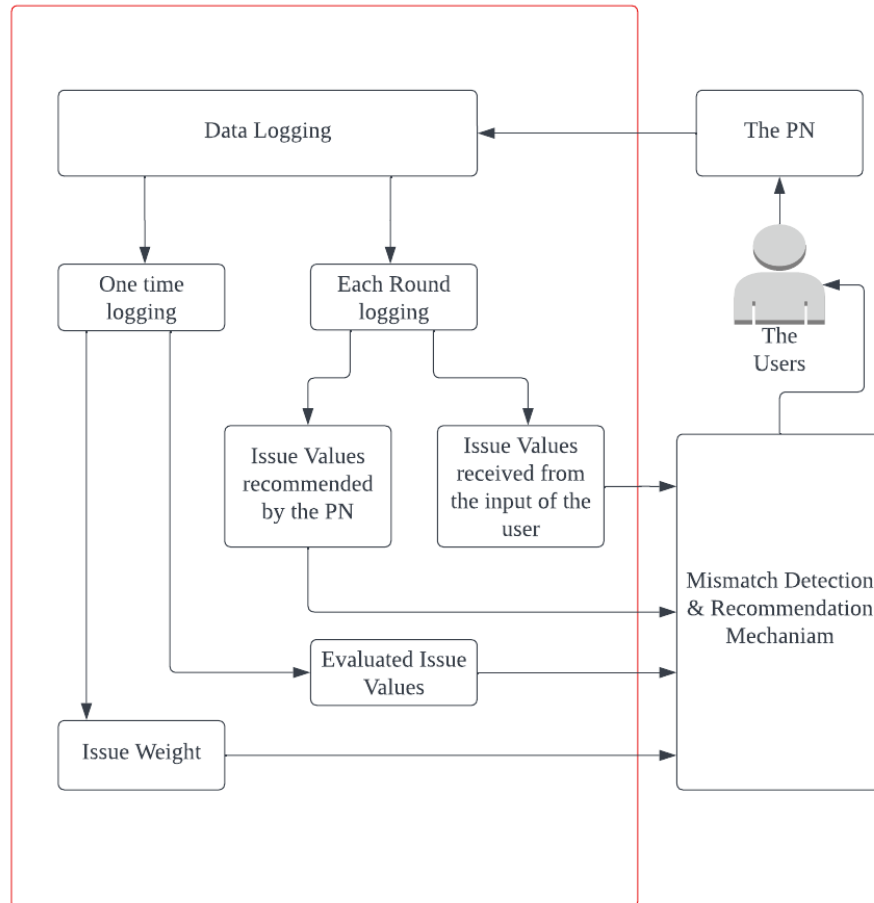 Data Logging
The PN
One time
logging
Each Round
logging
The
Users
Issue Values
recommended
by the PN
Issue Values
received from
the input of the
user
Mismatch Detection
& Recommendation
Mechaniam
Evaluated Issue
Values
Issue Weight